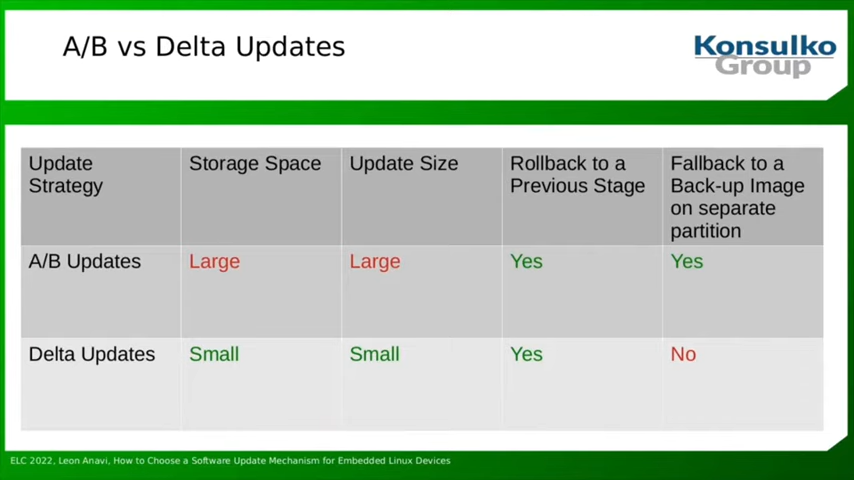 A/B vs Delta Updates
Konsulko
Group
Update
Strategy
Storage Space
Update Size
Rollback to a
Previous Stage
Fallback to a
Back-up Image
on separate
partition
A/B Updates
Large
Large
Yes
Yes
Delta Updates
Small
Small
Yes
No
ELC 2022, Leon Anavi, How to Choose a Software Update Mechanism for Embedded Linux Devices